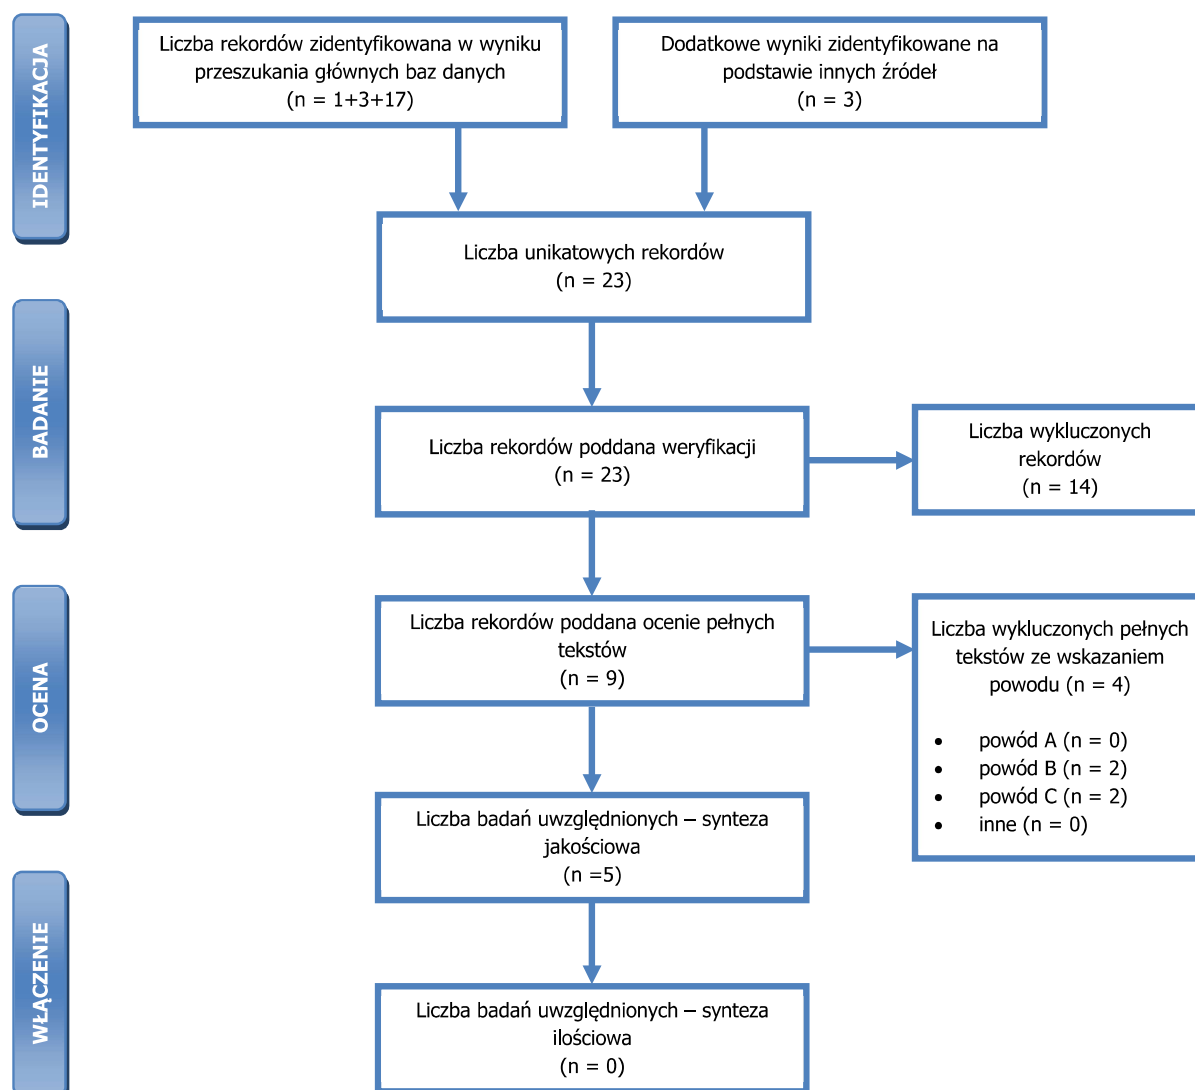 IDENTYFIKACJA
Liczba rekordów zidentyfikowana w wyniku
przeszukania głównych baz danych
(n = 1+3+17)
Dodatkowe wyniki zidentyfikowane na
podstawie innych źródeł
(n = 3)
Liczba unikatowych rekordów
(n = 23)
BADANIE
Liczba rekordów poddana weryfikacji
(n = 23)
Liczba wykluczonych
rekordów
(n = 14)
OCENA
Liczba rekordów poddana ocenie pełnych
tekstów
(n = 9)
Liczba wykluczonych pełnych
tekstów ze wskazaniem
powodu (n = 4)
• powód A (n = 0)
• powód B (n = 2)
• powód C (n = 2)
• inne (n = 0)
Liczba badań uwzględnionych – synteza
jakościowa
(n =5)
WŁĄCZENIE
Liczba badań uwzględnionych – synteza
ilościowa
(n = 0)